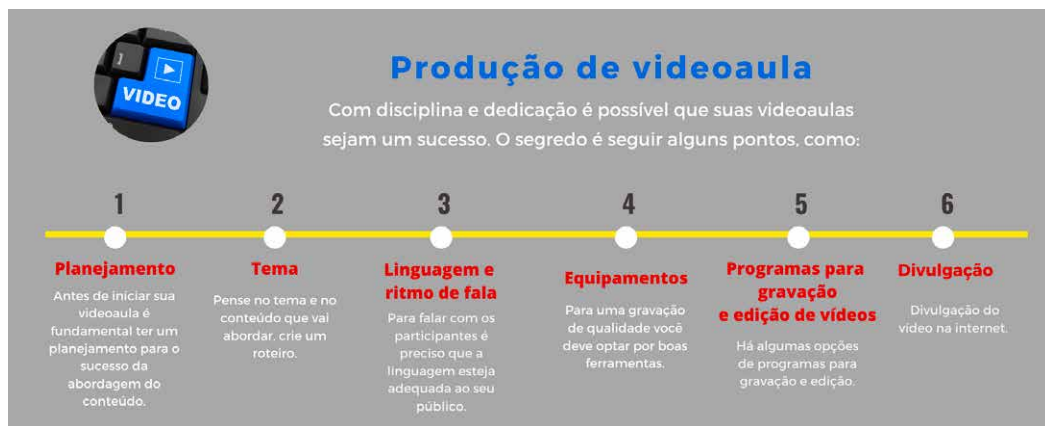 VIDEO
Produção de videoaula
Com disciplina e dedicação é possível que suas videoaulas
sejam um sucesso. O segredo é seguir alguns pontos, como:
1
Planejamento
Antes de iniciar sua
videoaula é
fundamental ter um
planejamento para o
sucesso da
abordagem do
conteúdo.
2
Tema
Pense no tema e no
conteúdo que vai
abordar, crie um
roteiro.
3
Linguagem e
ritmo de fala
Para falar com os
participantes é
preciso que a
linguagem esteja
adequada ao seu
público.
4
Equipamentos
Para uma gravação
de qualidade você
deve optar por boas
ferramentas.
5
Programas para
gravação
e edição de vídeos
Há algumas opções
de programas para
gravação e edição.
6
Divulgação
Divulgação do
vídeo na internet.